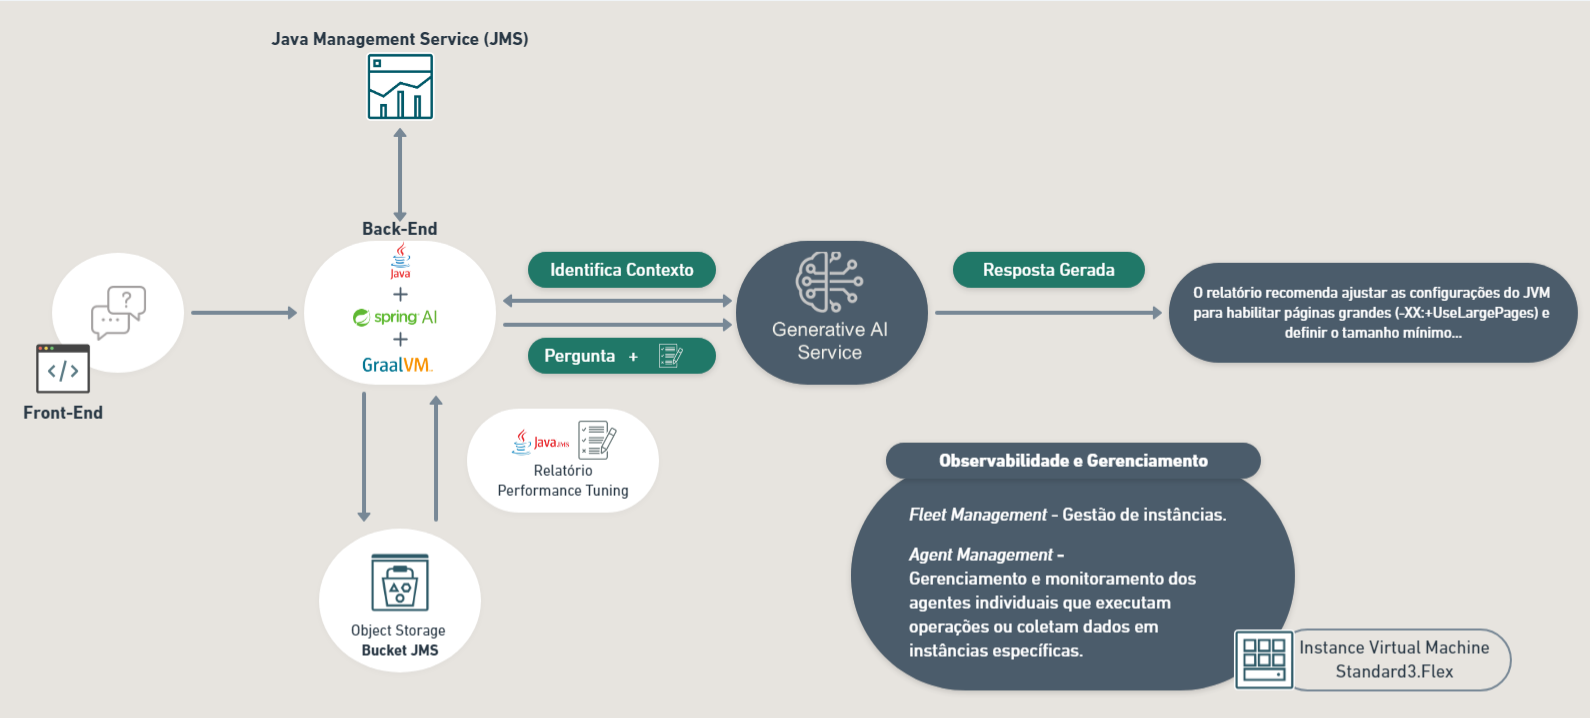 Java Management Service (JMS)
Back-End
Java
+
spring AI
+
GraalVM
Front-End
?
</>
Identifica Contexto
Pergunta +
Generative AI
Service
Resposta Gerada
O relatório recomenda ajustar as configurações do JVM
para habilitar páginas grandes (-XX:+UseLargePages) e
definir o tamanho mínimo...
Java JMS
Relatório
Performance Tuning
Object Storage
Bucket JMS
Observabilidade e Gerenciamento
Fleet Management - Gestão de instâncias.
Agent Management -
Gerenciamento e monitoramento dos
agentes individuais que executam
operações ou coletam dados em
instâncias específicas.
Instance Virtual Machine
Standard3.Flex